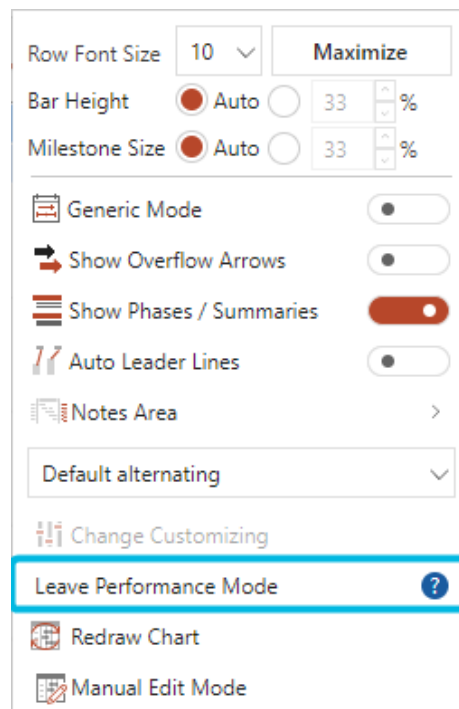 Row Font Size 10 Maximize
Bar Height Auto 33 %
Milestone Size Auto 33 %
Generic Mode
Show Overflow Arrows
Show Phases / Summaries
Auto Leader Lines
Notes Area
Default alternating
Change Customizing
Leave Performance Mode ?
Redraw Chart
Manual Edit Mode